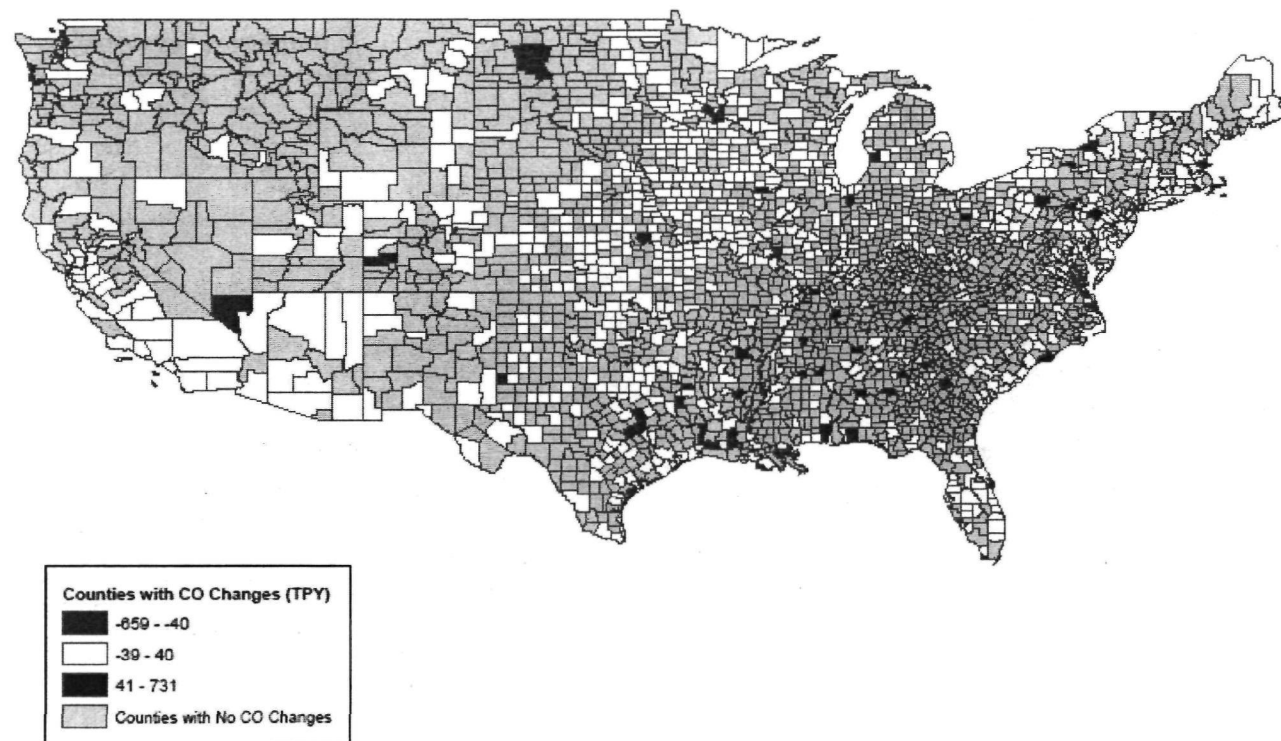 Counties with CO Changes (TPY)
-659 - -40
-39 - 40
41 - 731
Counties with No CO Changes